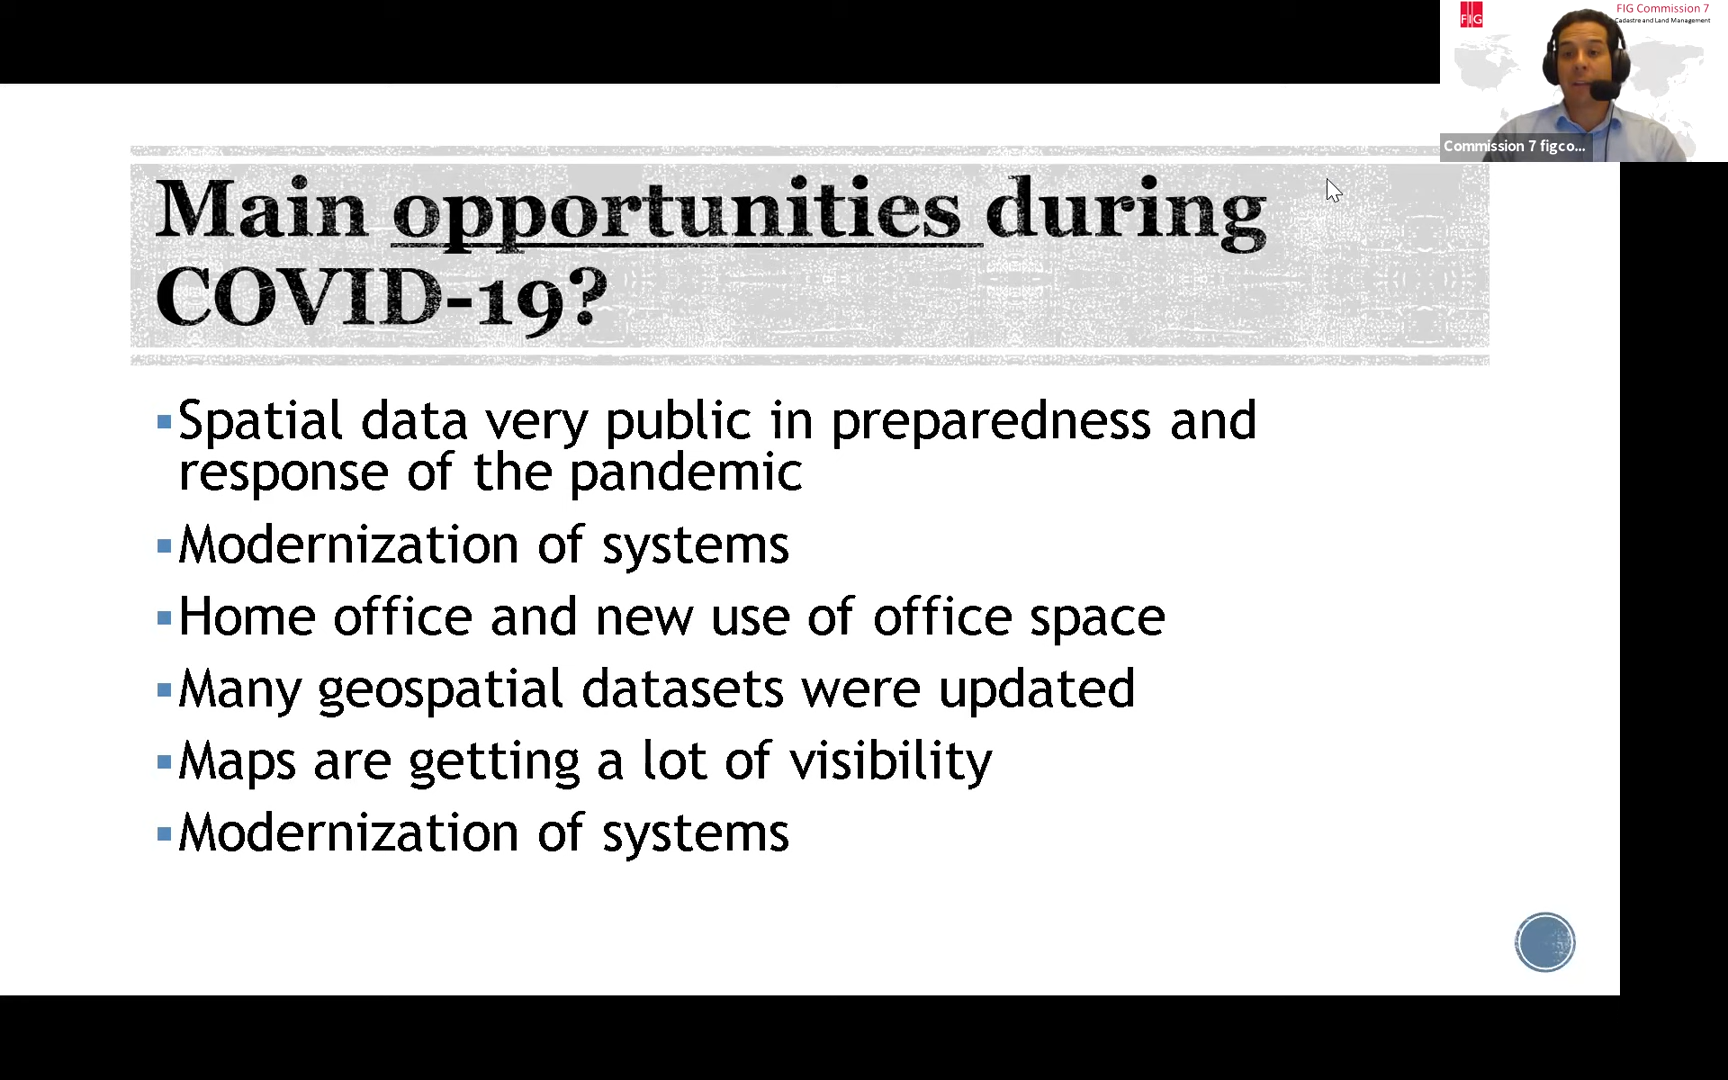 FIG
FIG Commission 7
Cadastre and Land Management
Commission 7 figco...
Main opportunities during
COVID-19?
▪Spatial data very public in preparedness and
response of the pandemic
▪Modernization of systems
▪Home office and new use of office space
▪Many geospatial datasets were updated
▪Maps are getting a lot of visibility
▪Modernization of systems